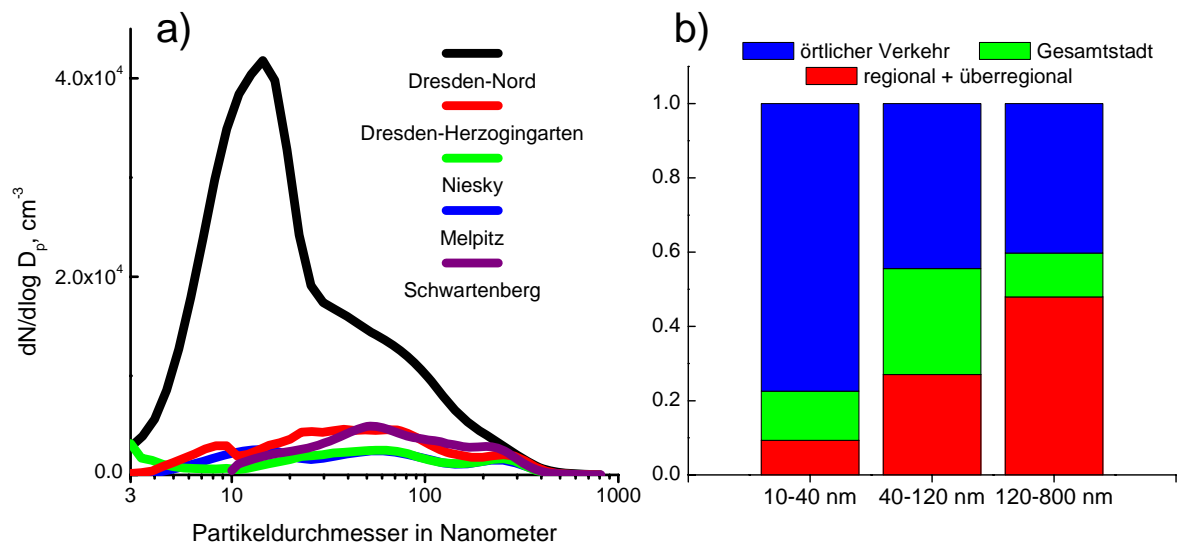 a)
Dresden-Nord
Dresden-Herzogingarten
Niesky
Melpitz
Schwartenberg
4.0x10⁴
2.0x10⁴
0.0
dN/dlog Dₚ, cm⁻³
3
10
100
1000
Partikeldurchmesser in Nanometer
b)
örtlicher Verkehr
Gesamtstadt
regional + überregional
1.0
0.8
0.6
0.4
0.2
0.0
10-40 nm
40-120 nm
120-800 nm